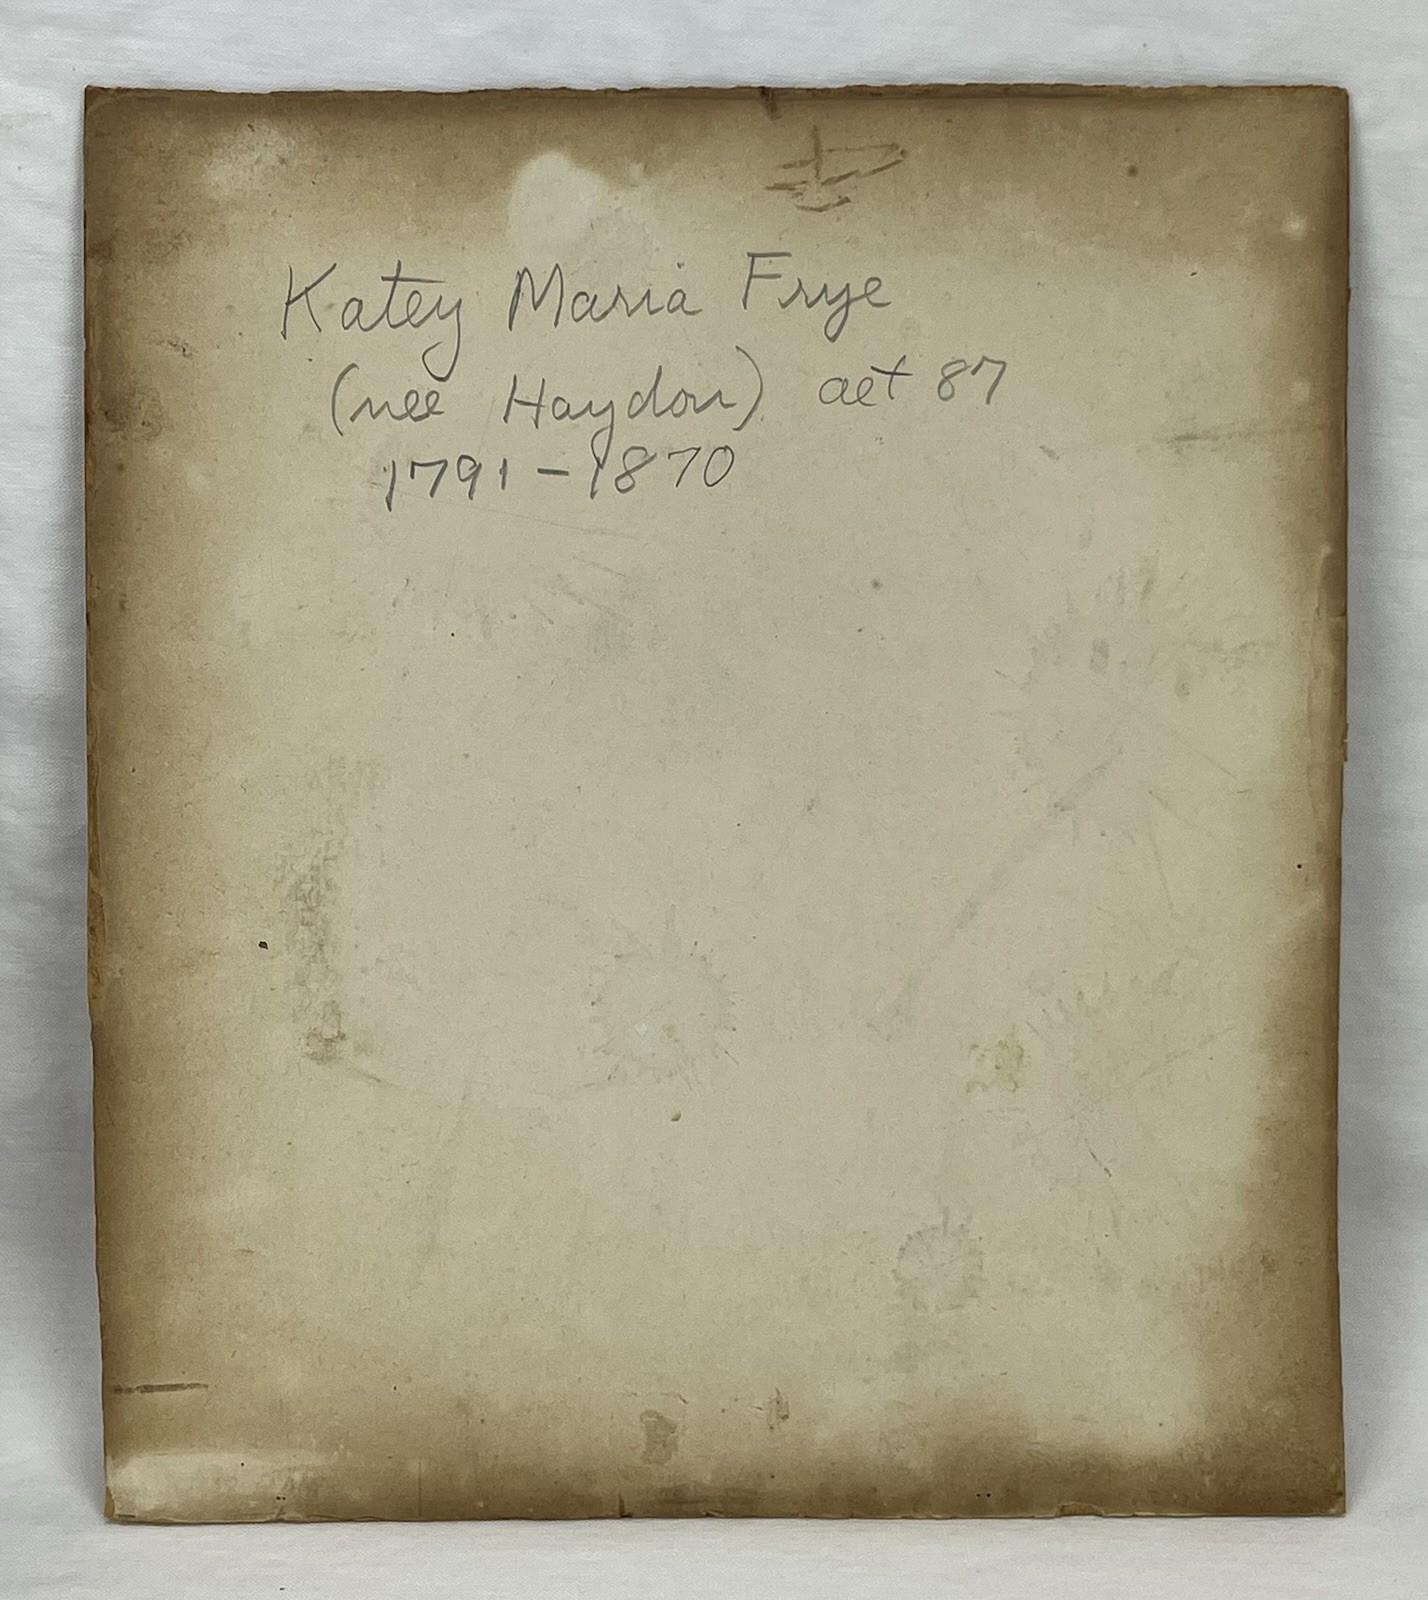 Katey Maria Frye
(nee Haydon) aet 87
1791 - 1870